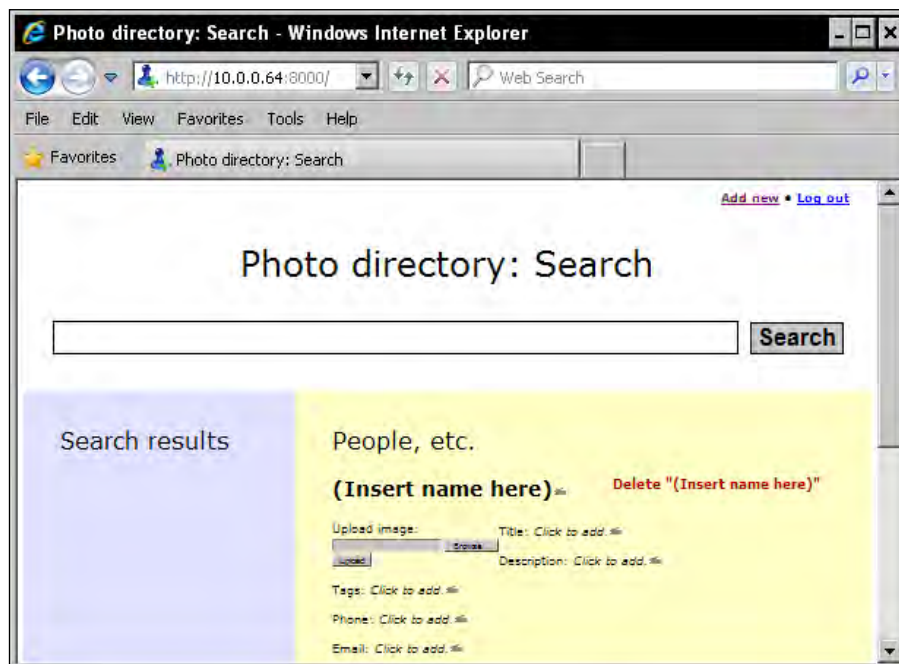 Photo directory: Search - Windows Internet Explorer
http://10.0.0.64:8000/
Web Search
File Edit View Favorites Tools Help
Favorites
Photo directory: Search
Add new • Log out
Photo directory: Search
Search
Search results
People, etc.
(Insert name here)
Delete "(Insert name here)"
Upload image:
Browse...
Upload
Title: Click to add.
Description: Click to add.
Tags: Click to add.
Phone: Click to add.
Email: Click to add.